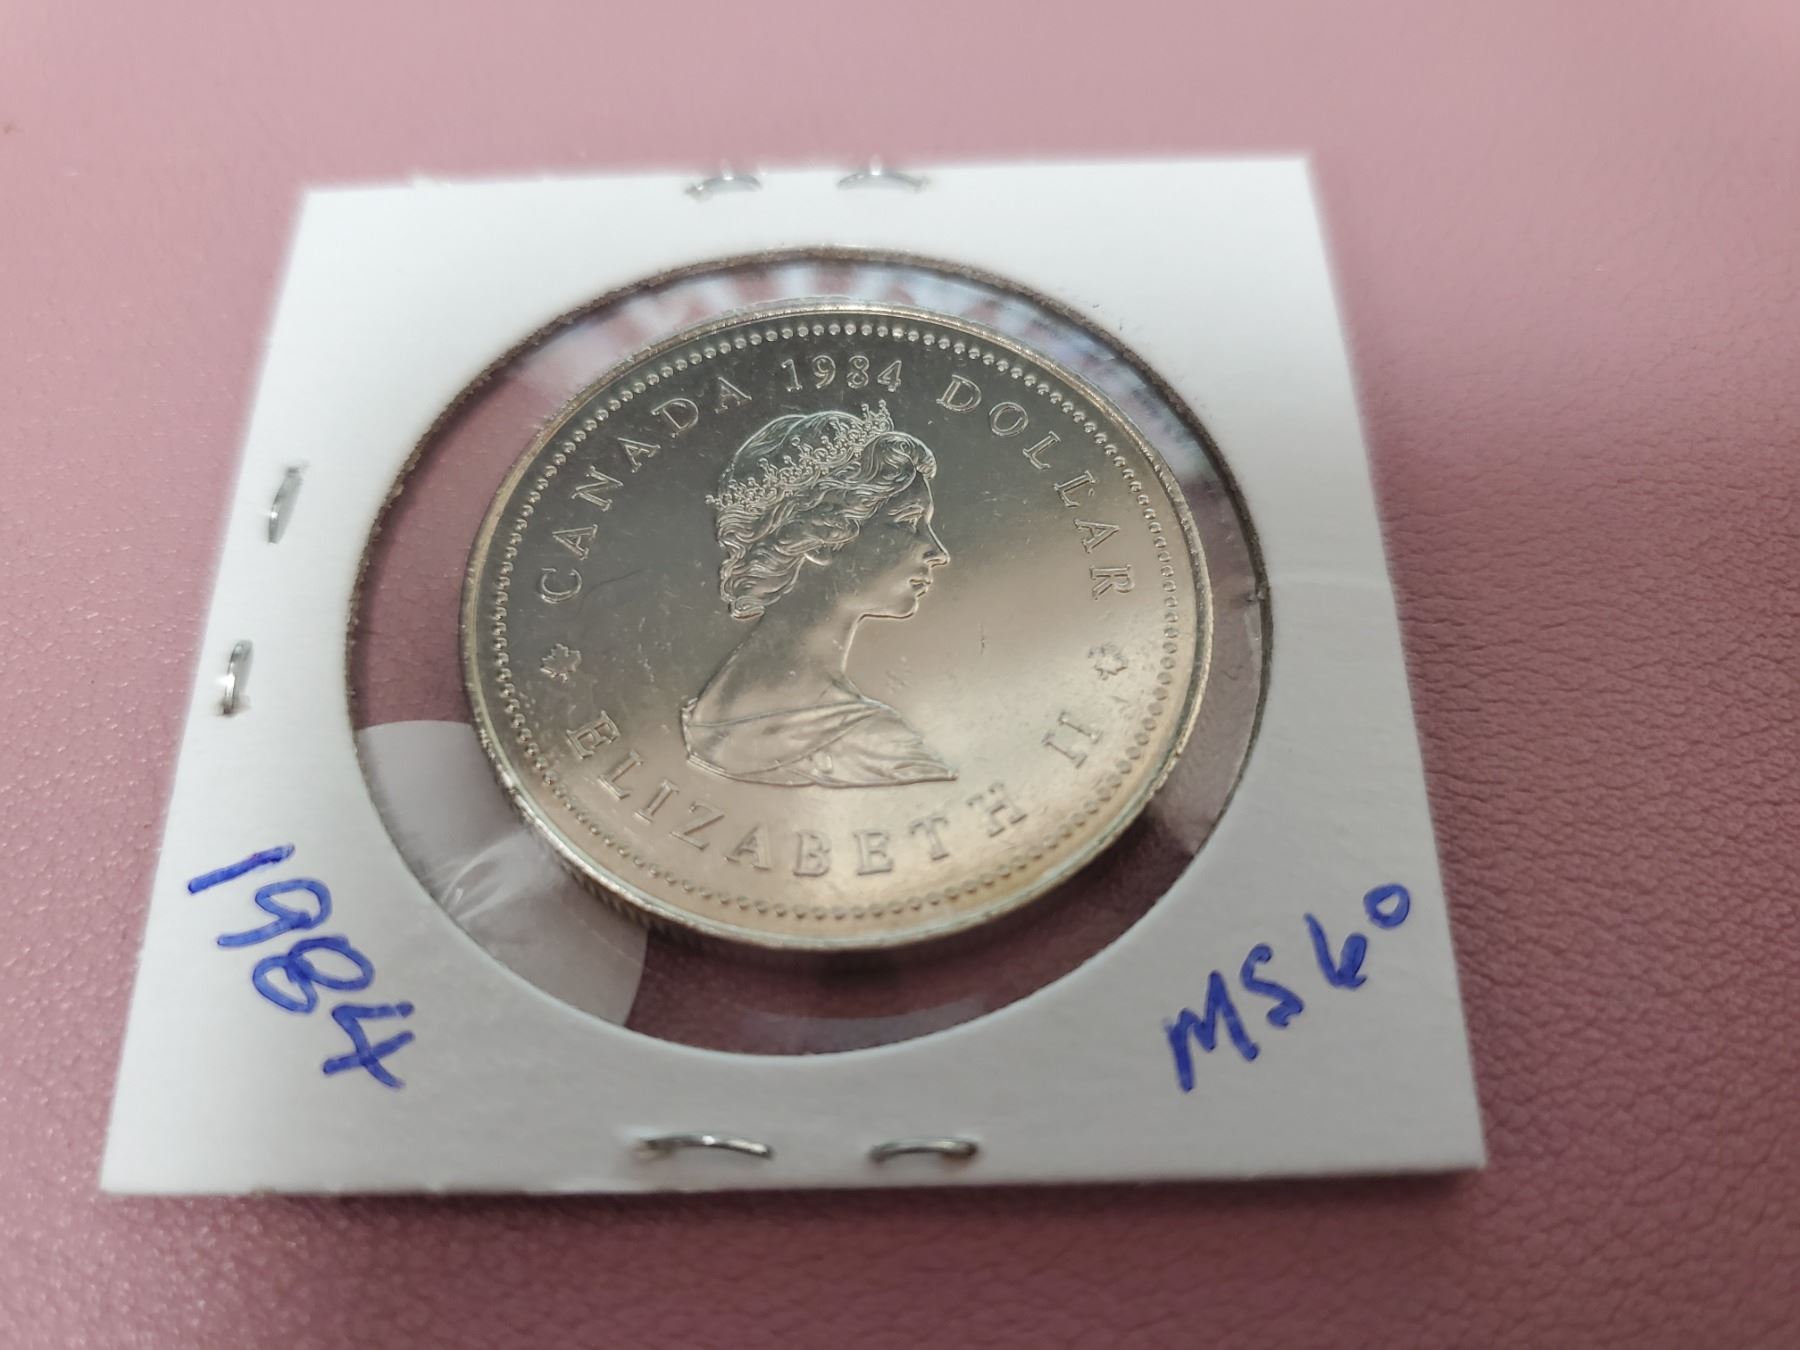 CANADA 1984 DOLLAR
ELIZABETH II
1984
MS60